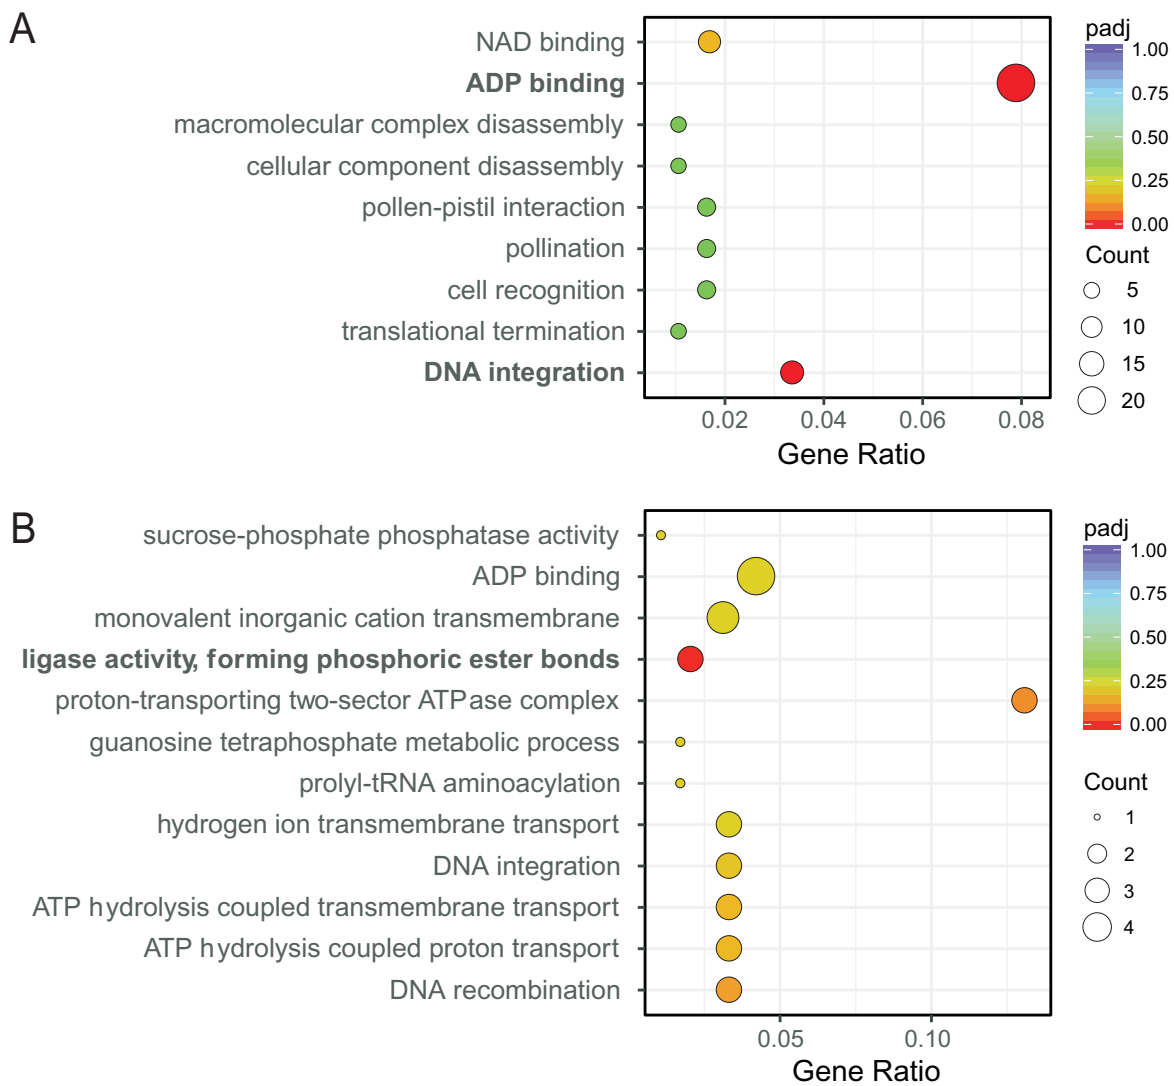 A
NAD binding
ADP binding
macromolecular complex disassembly
cellular component disassembly
pollen-pistil interaction
pollination
cell recognition
translational termination
DNA integration
0.02 0.04 0.06 0.08
Gene Ratio
padj
1.00
0.75
0.50
0.25
0.00
Count
5
10
15
20
B
sucrose-phosphate phosphatase activity
ADP binding
monovalent inorganic cation transmembrane
ligase activity, forming phosphoric ester bonds
proton-transporting two-sector ATPase complex
guanosine tetraphosphate metabolic process
prolyl-tRNA aminoacylation
hydrogen ion transmembrane transport
DNA integration
ATP hydrolysis coupled transmembrane transport
ATP hydrolysis coupled proton transport
DNA recombination
0.05 0.10
Gene Ratio
padj
1.00
0.75
0.50
0.25
0.00
Count
1
2
3
4